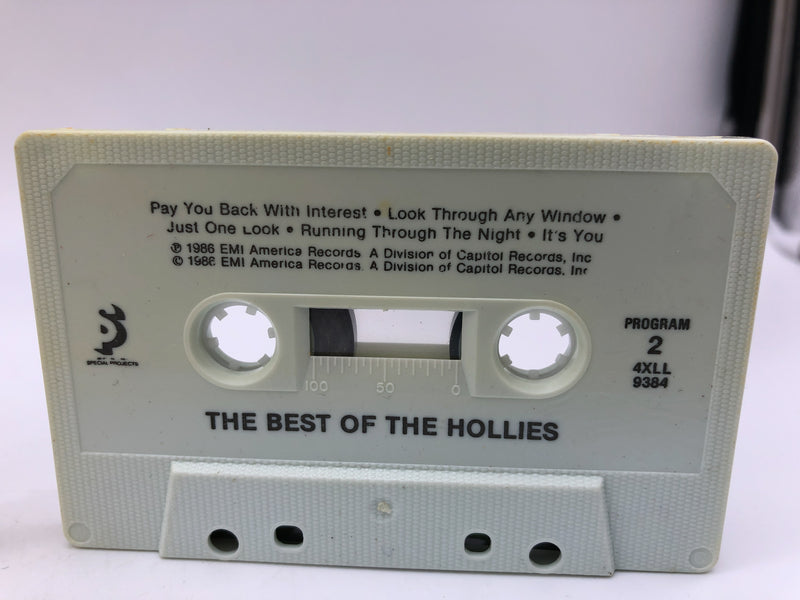 Pay You Back With Interest • Look Through Any Window •
Just One Look • Running Through The Night • It's You
℗ 1986 EMI America Records. A Division of Capitol Records, Inc
© 1986 EMI America Records. A Division of Capitol Records, Inc
SPECIAL PROJECTS
PROGRAM
2
4XLL
9384
100 50 0
THE BEST OF THE HOLLIES